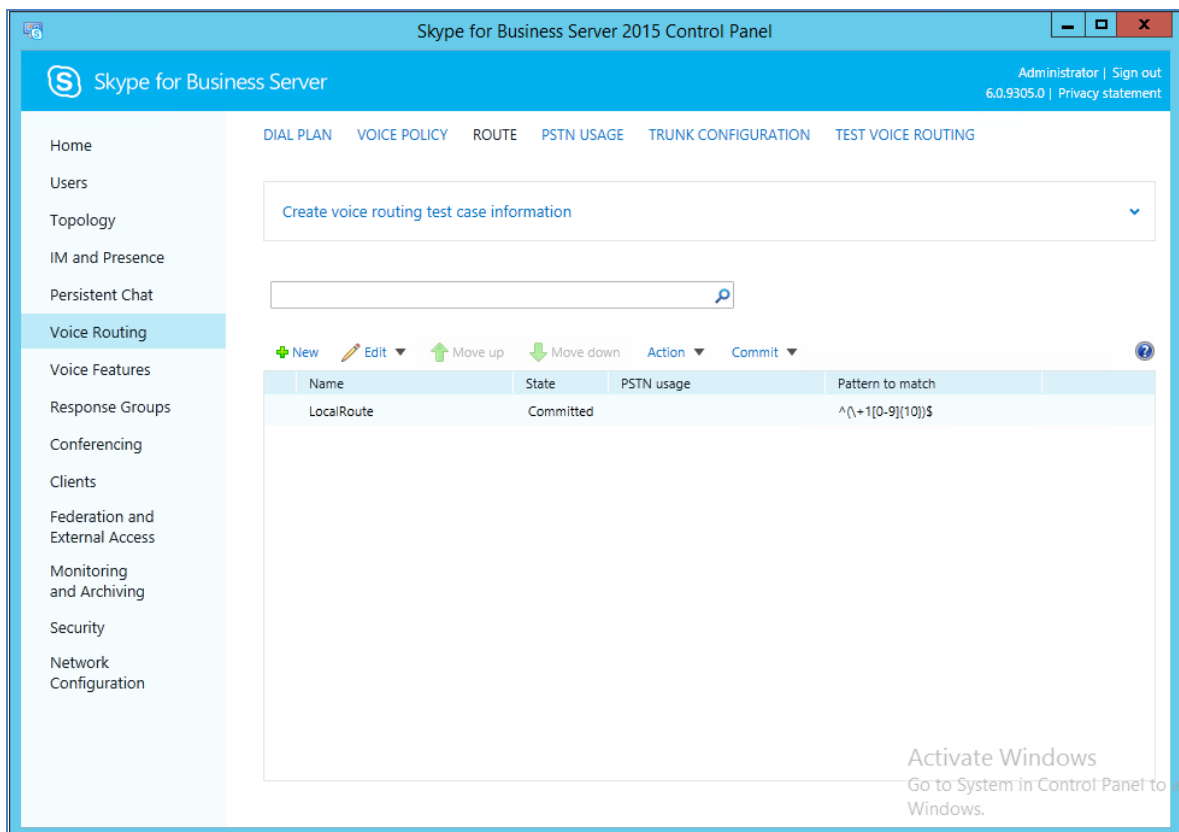 Skype for Business Server 2015 Control Panel
Skype for Business Server
Administrator | Sign out
6.0.9305.0 | Privacy statement
Home
Users
Topology
IM and Presence
Persistent Chat
Voice Routing
Voice Features
Response Groups
Conferencing
Clients
Federation and
External Access
Monitoring
and Archiving
Security
Network
Configuration
DIAL PLAN VOICE POLICY ROUTE PSTN USAGE TRUNK CONFIGURATION TEST VOICE ROUTING
Create voice routing test case information
New Edit Move up Move down Action Commit
Name State PSTN usage Pattern to match
LocalRoute Committed ^(\+1[0-9]{10})$
Activate Windows
Go to System in Control Panel to
Windows.